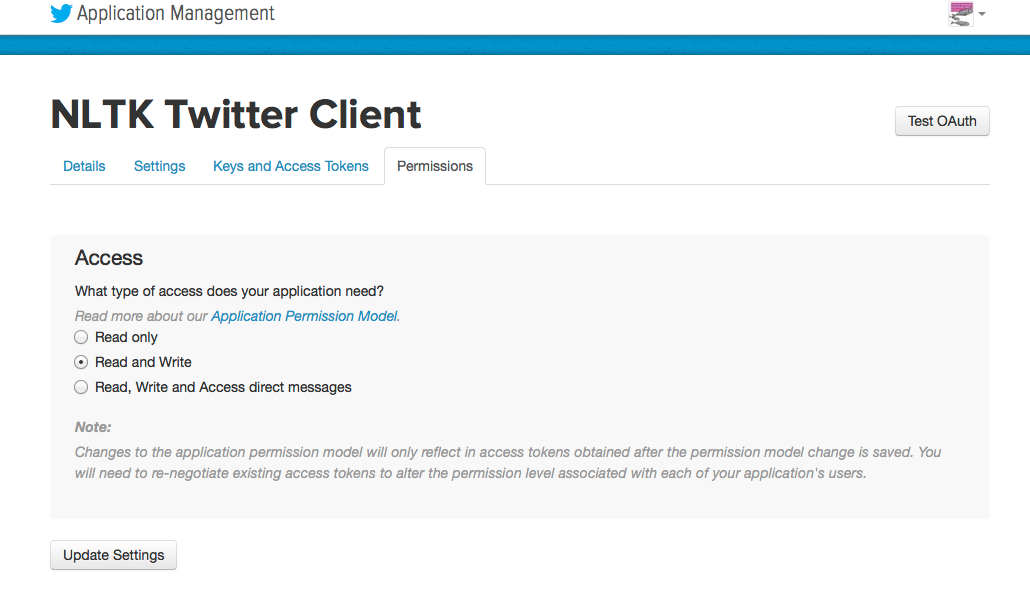 Application Management
NLTK Twitter Client
Test OAuth
Details
Settings
Keys and Access Tokens
Permissions
Access
What type of access does your application need?
Read more about our Application Permission Model.
Read only
Read and Write
Read, Write and Access direct messages
Note:
Changes to the application permission model will only reflect in access tokens obtained after the permission model change is saved. You
will need to re-negotiate existing access tokens to alter the permission level associated with each of your application's users.
Update Settings